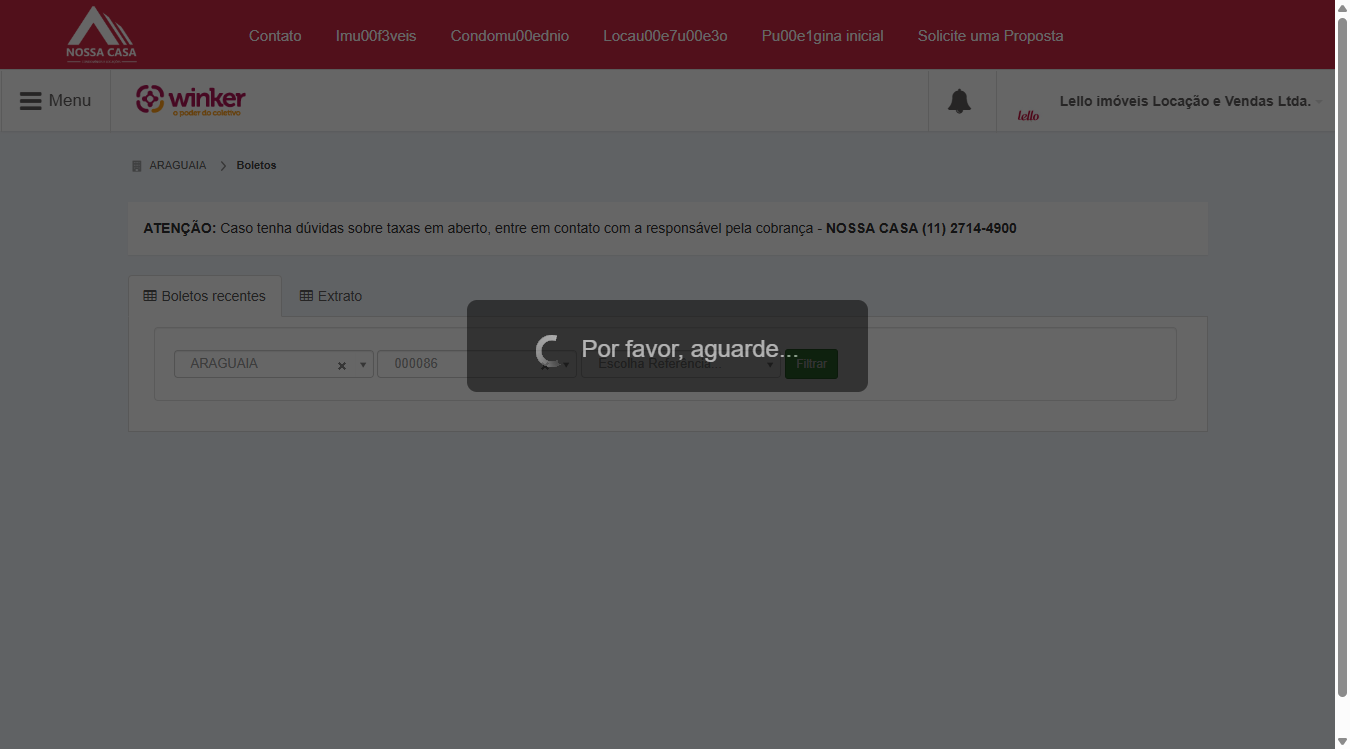 NOSSA CASA
Contato Imu00f3veis Condomu00ednio Locau00e7u00e3o Pu00e1gina inicial Solicite uma Proposta
Menu winker o poder do coletivo lello Lello imóveis Locação e Vendas Ltda.
ARAGUAIA > Boletos
ATENÇÃO: Caso tenha dúvidas sobre taxas em aberto, entre em contato com a responsável pela cobrança - NOSSA CASA (11) 2714-4900
Boletos recentes Extrato
Por favor, aguarde...
ARAGUAIA × 000086 × Escolha Referência... Filtrar